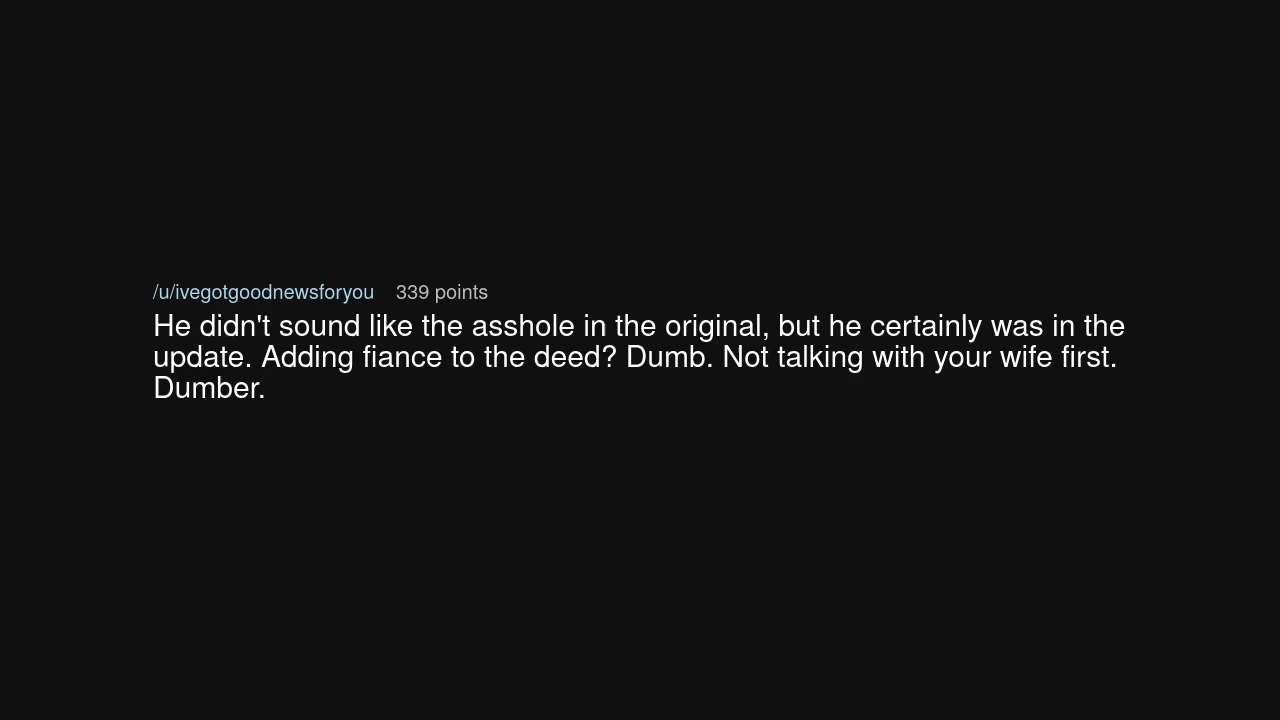 /u/ivegotgoodnewsforyou 339 points
He didn't sound like the asshole in the original, but he certainly was in the
update. Adding fiance to the deed? Dumb. Not talking with your wife first.
Dumber.